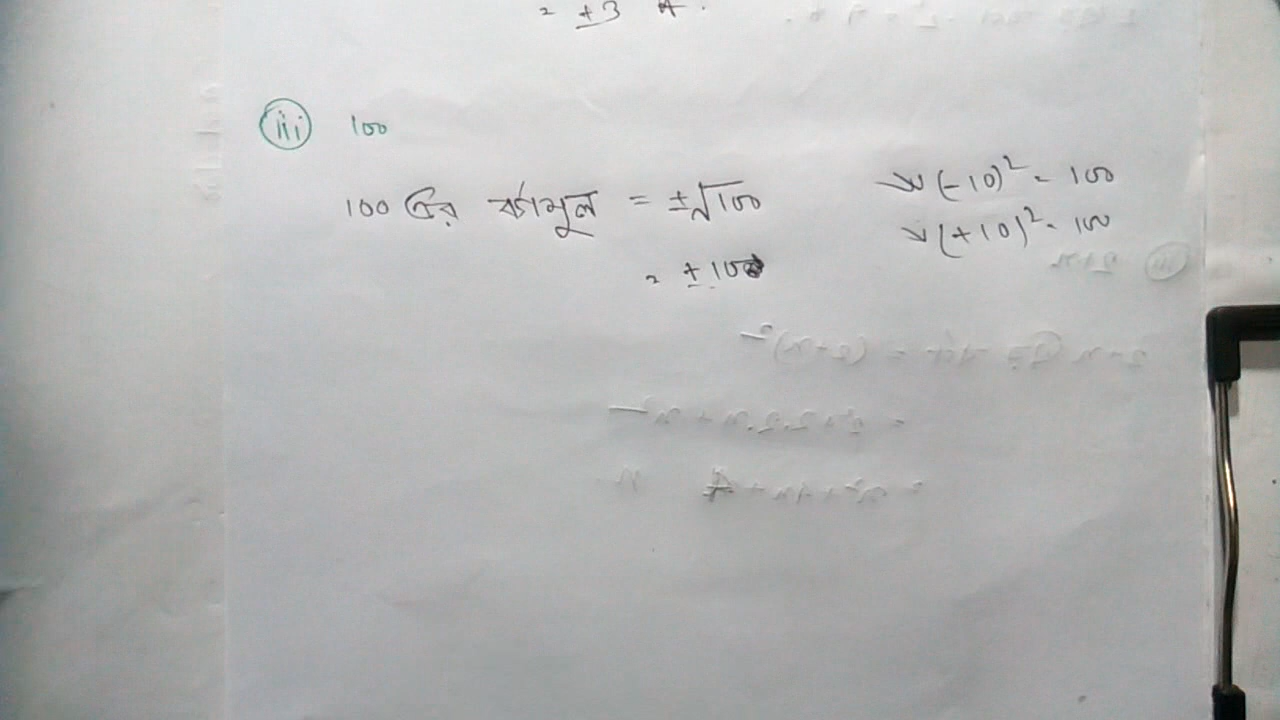 = ±3
iii 100
100 এর বর্গমূল = ±√100
= ±10
(-10)² = 100
(+10)² = 100